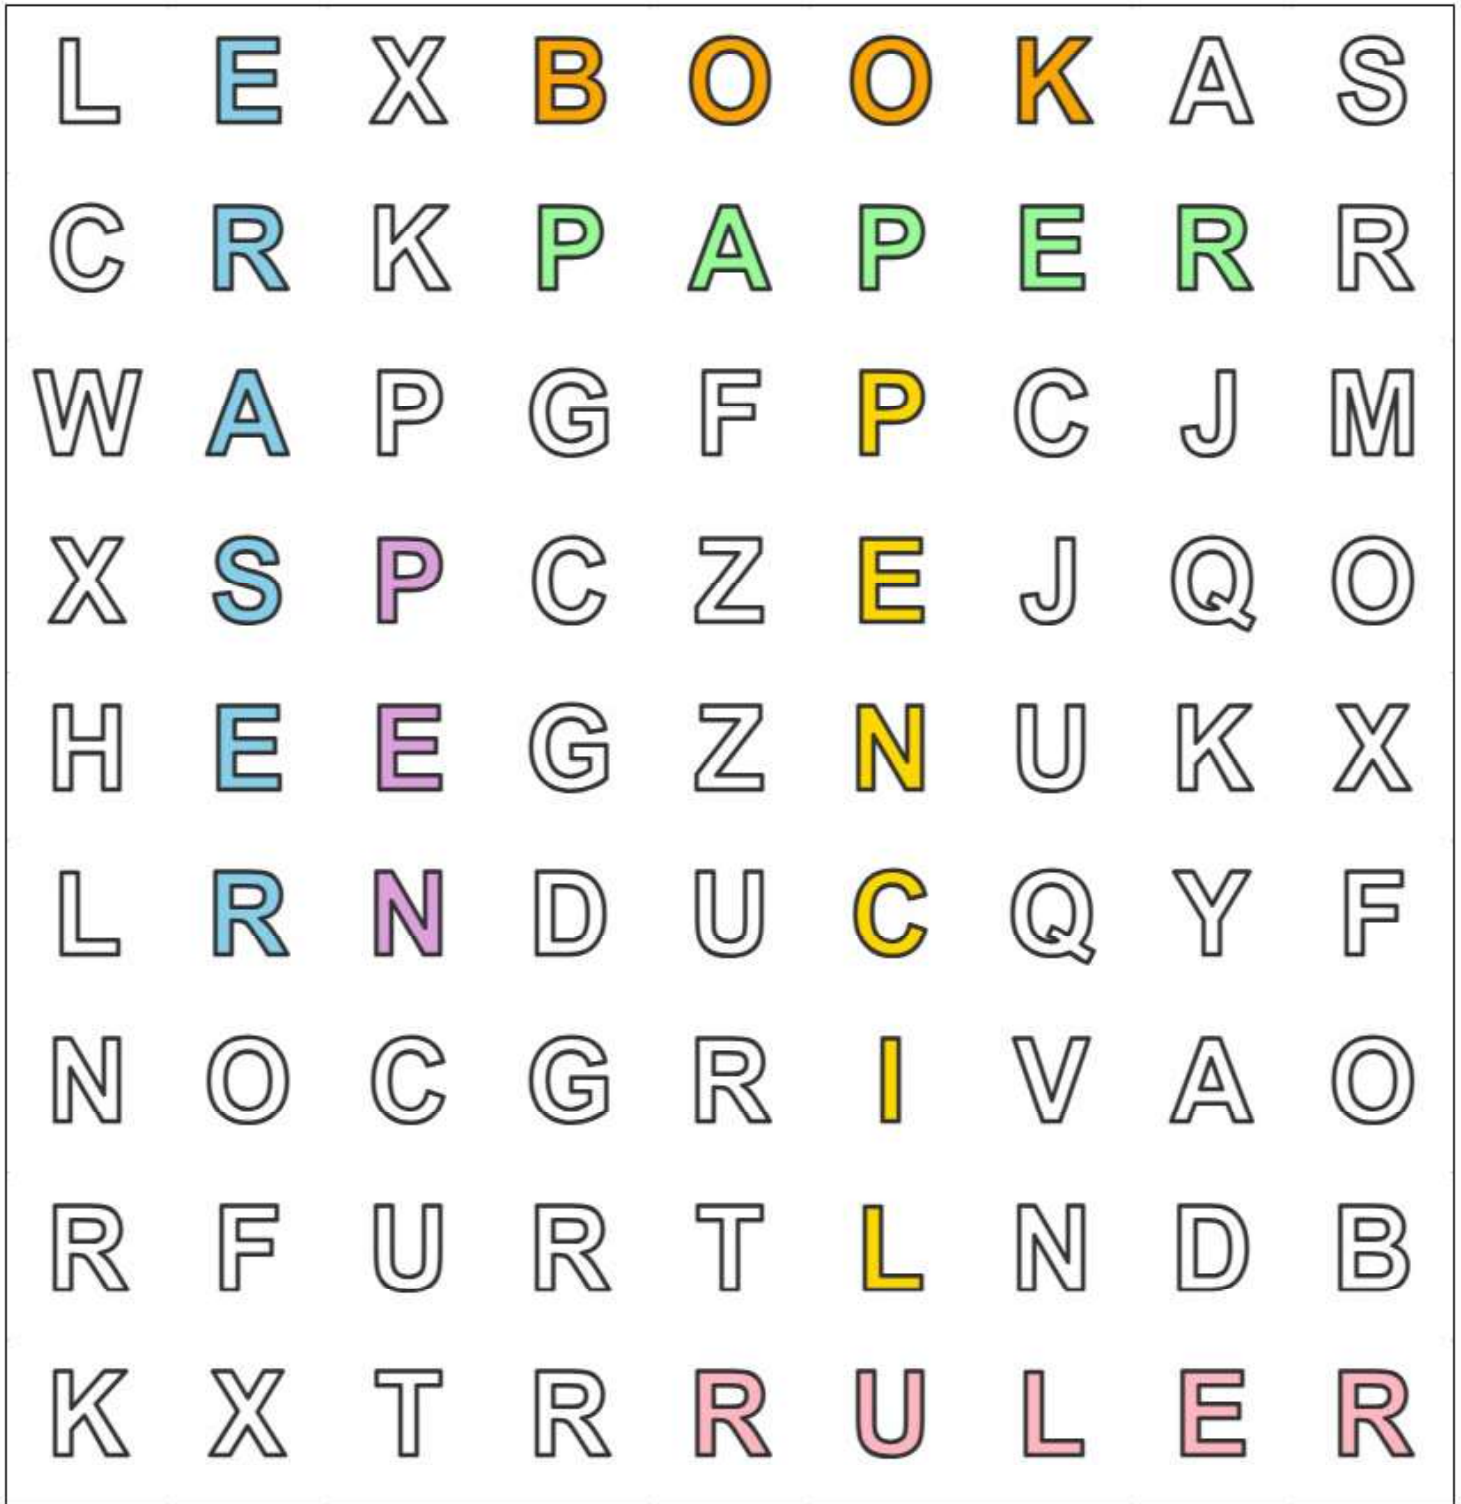 L E X B O O K A S
C R K P A P E R R
W A P G F P C J M
X S P C Z E J Q O
H E E G Z N U K X
L R N D U C Q Y F
N O C G R I V A O
R F U R T L N D B
K X T R R U L E R